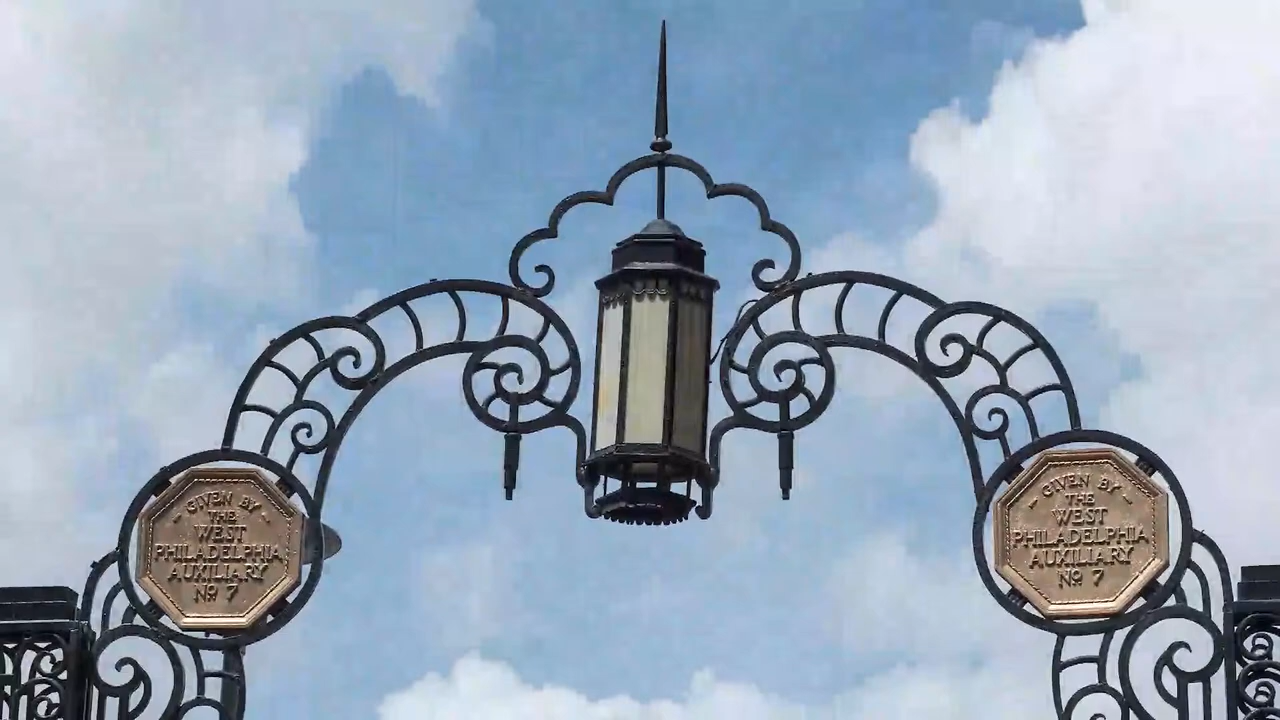 - GIVEN BY -
THE
WEST
PHILADELPHIA
AUXILIARY
Nº 7
- GIVEN BY -
THE
WEST
PHILADELPHIA
AUXILIARY
Nº 7